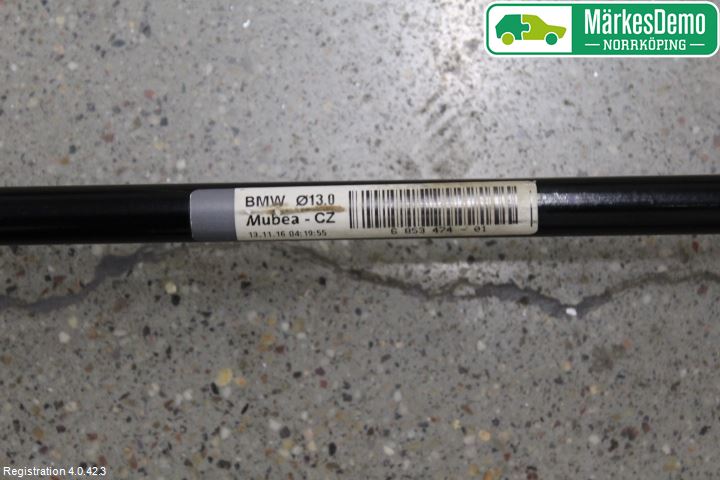 MärkesDemo
NORRKÖPING
BMW Ø13.0
Mubea - CZ
13.11.16 04:19:55
6 853 474 - 01
Registration 4.0.42.3